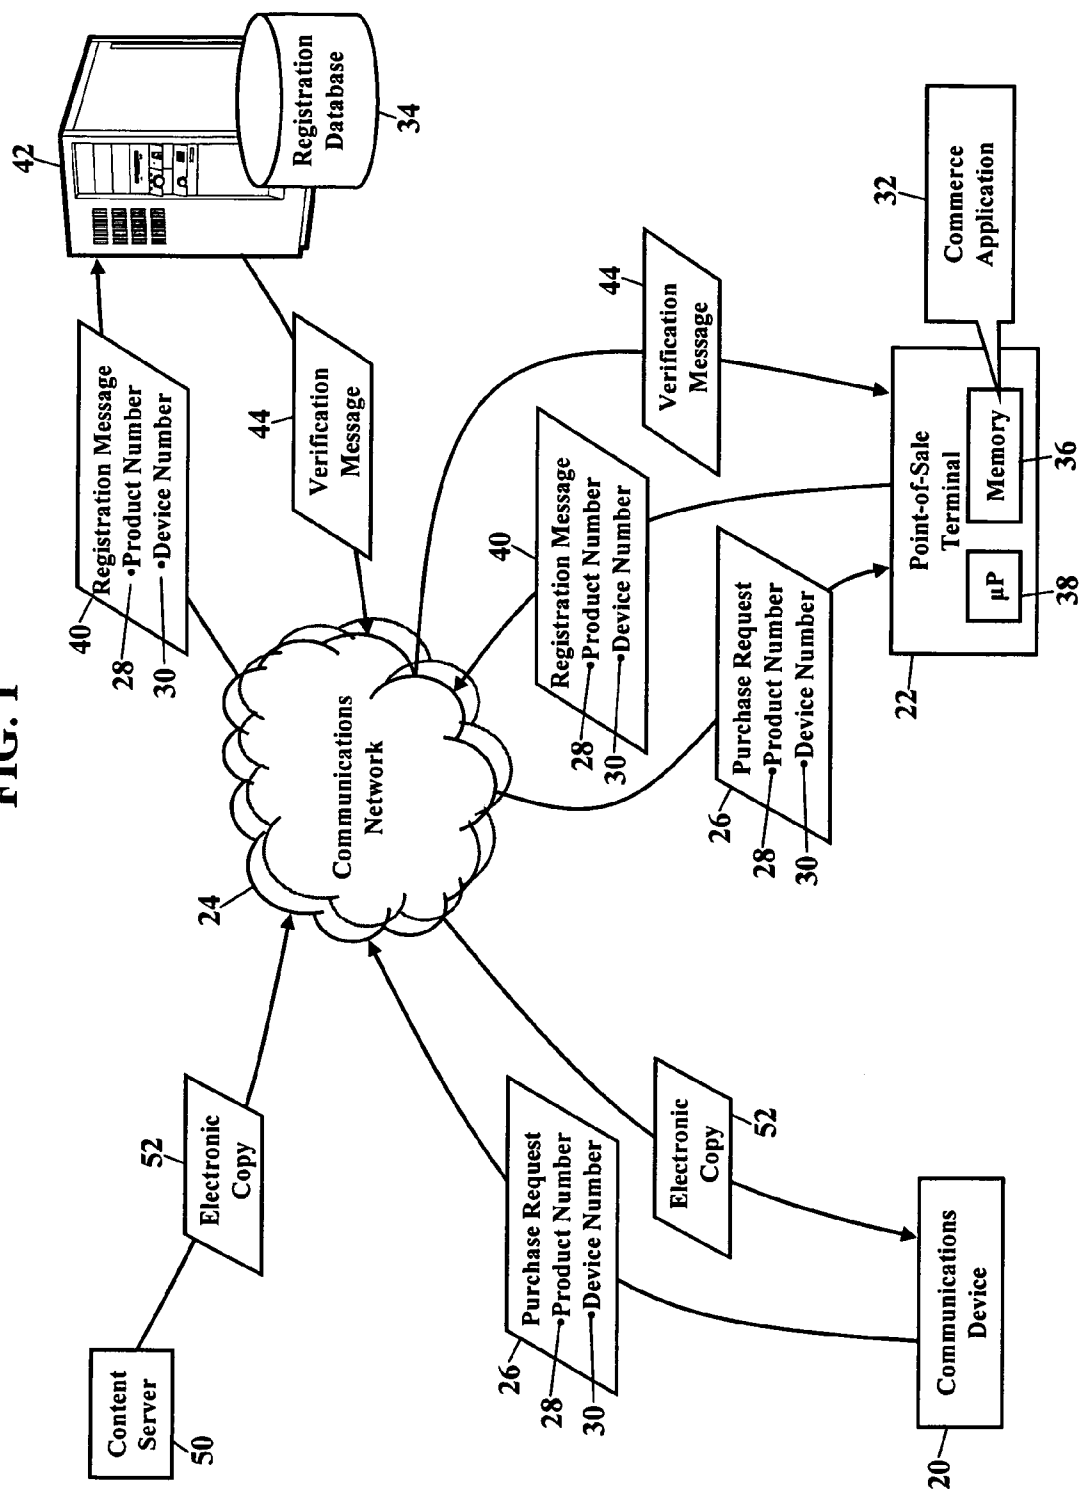 FIG. 1
Content
Server
50
52
Electronic
Copy
24
Communications
Network
40
Registration Message
28
•Product Number
30
•Device Number
42
Registration
Database
34
44
Verification
Message
26
Purchase Request
28
•Product Number
30
•Device Number
Electronic
Copy
52
40
Registration Message
28
•Product Number
30
•Device Number
44
Verification
Message
26
Purchase Request
28
•Product Number
30
•Device Number
20
Communications
Device
22
Point-of-Sale
Terminal
µP
38
Memory
36
32
Commerce
Application